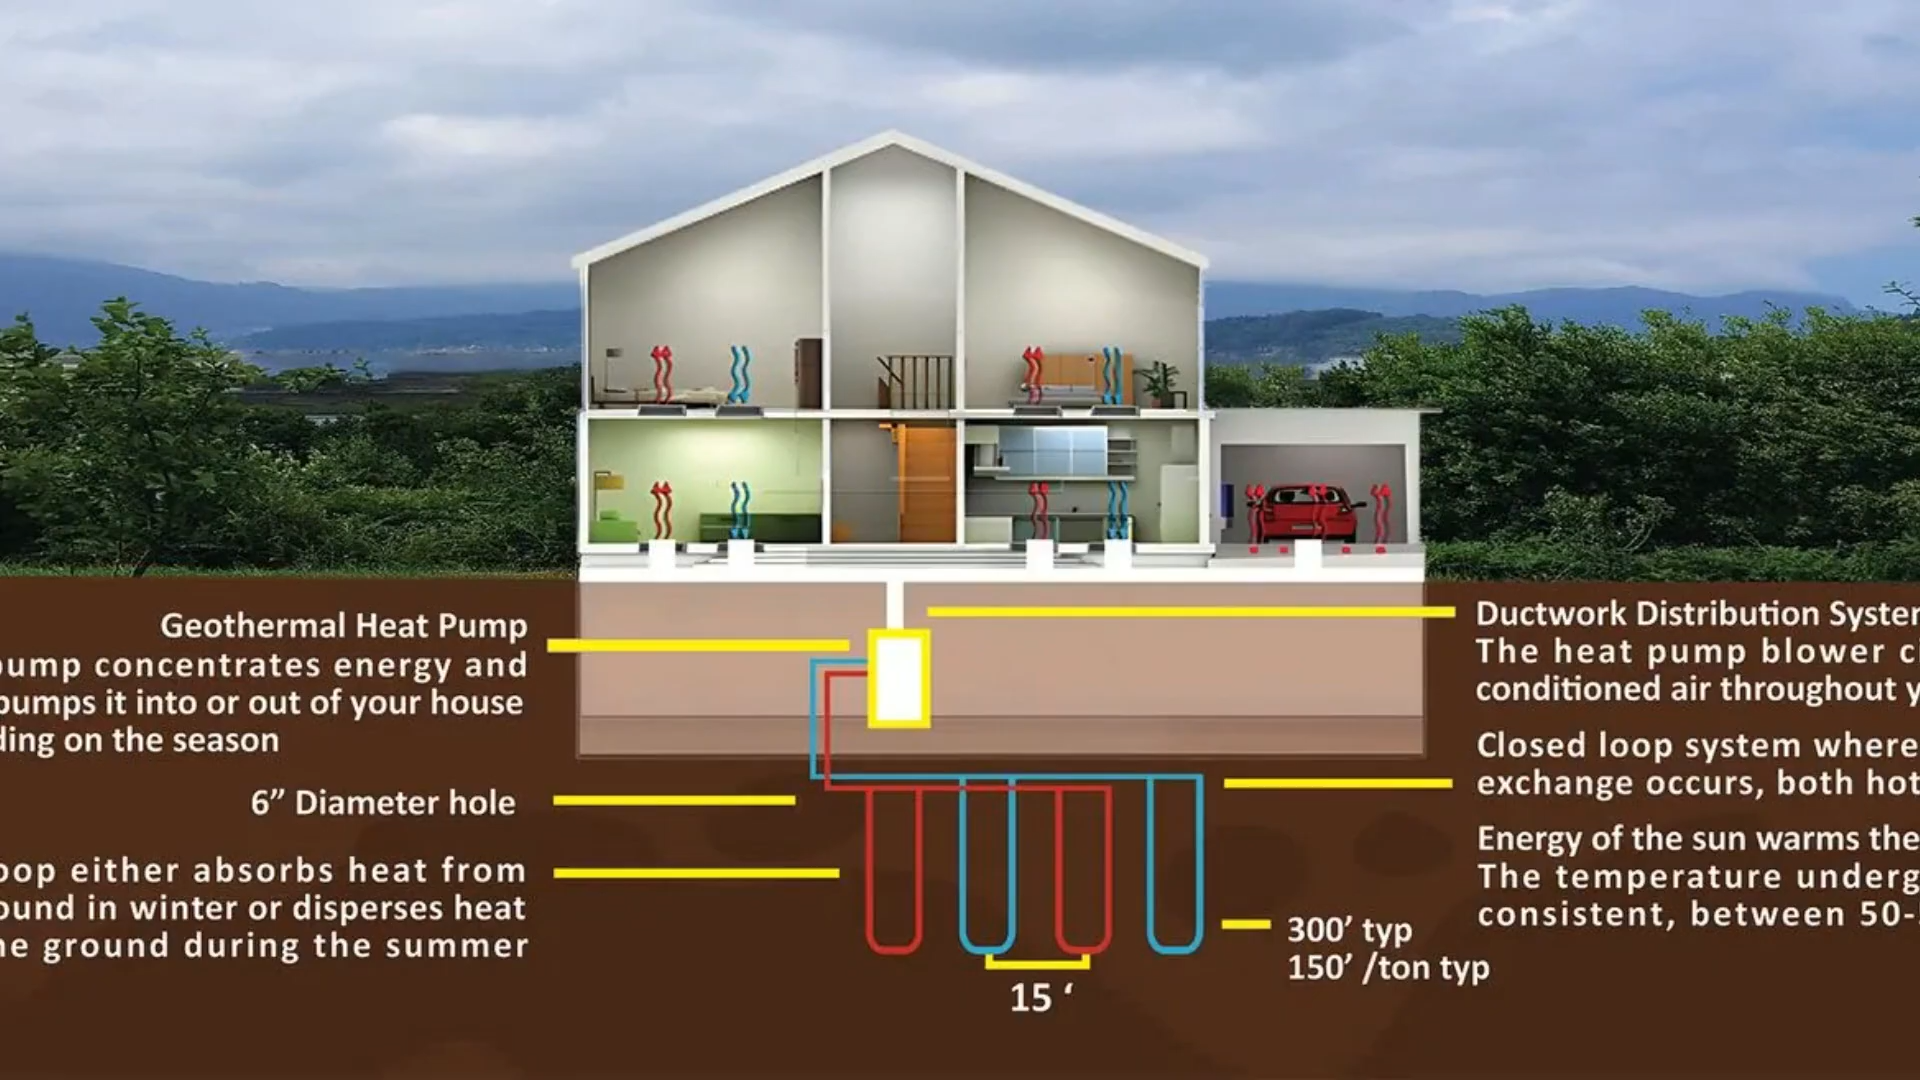 Geothermal Heat Pump
pump concentrates energy and
pumps it into or out of your house
ding on the season
6” Diameter hole
oop either absorbs heat from
ound in winter or disperses heat
he ground during the summer
Ductwork Distribution System
The heat pump blower ci
conditioned air throughout y
Closed loop system where
exchange occurs, both hot
Energy of the sun warms the
The temperature underg
consistent, between 50-
300’ typ
150’ /ton typ
15 ‘